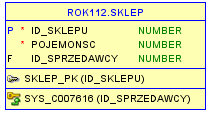 ROK112.SKLEP
P * ID_SKLEPU NUMBER
* POJEMONSC NUMBER
F ID_SPRZEDAWCY NUMBER
SKLEP_PK (ID_SKLEPU)
SYS_C007616 (ID_SPRZEDAWCY)